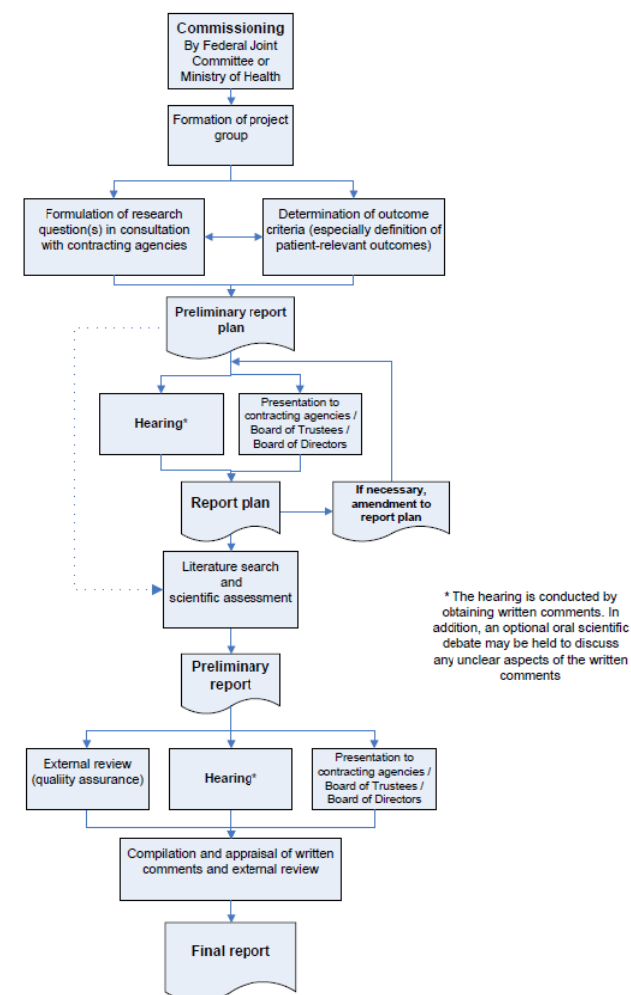 Commissioning
By Federal Joint
Committee or
Ministry of Health
Formation of project
group
Formulation of research
question(s) in consultation
with contracting agencies
Determination of outcome
criteria (especially definition of
patient-relevant outcomes)
Preliminary report
plan
Hearing*
Presentation to
contracting agencies /
Board of Trustees /
Board of Directors
Report plan
If necessary,
amendment to
report plan
Literature search
and
scientific assessment
* The hearing is conducted by
obtaining written comments. In
addition, an optional oral scientific
debate may be held to discuss
any unclear aspects of the written
comments
Preliminary
report
External review
(qualiity assurance)
Hearing*
Presentation to
contracting agencies /
Board of Trustees /
Board of Directors
Compilation and appraisal of written
comments and external review
Final report